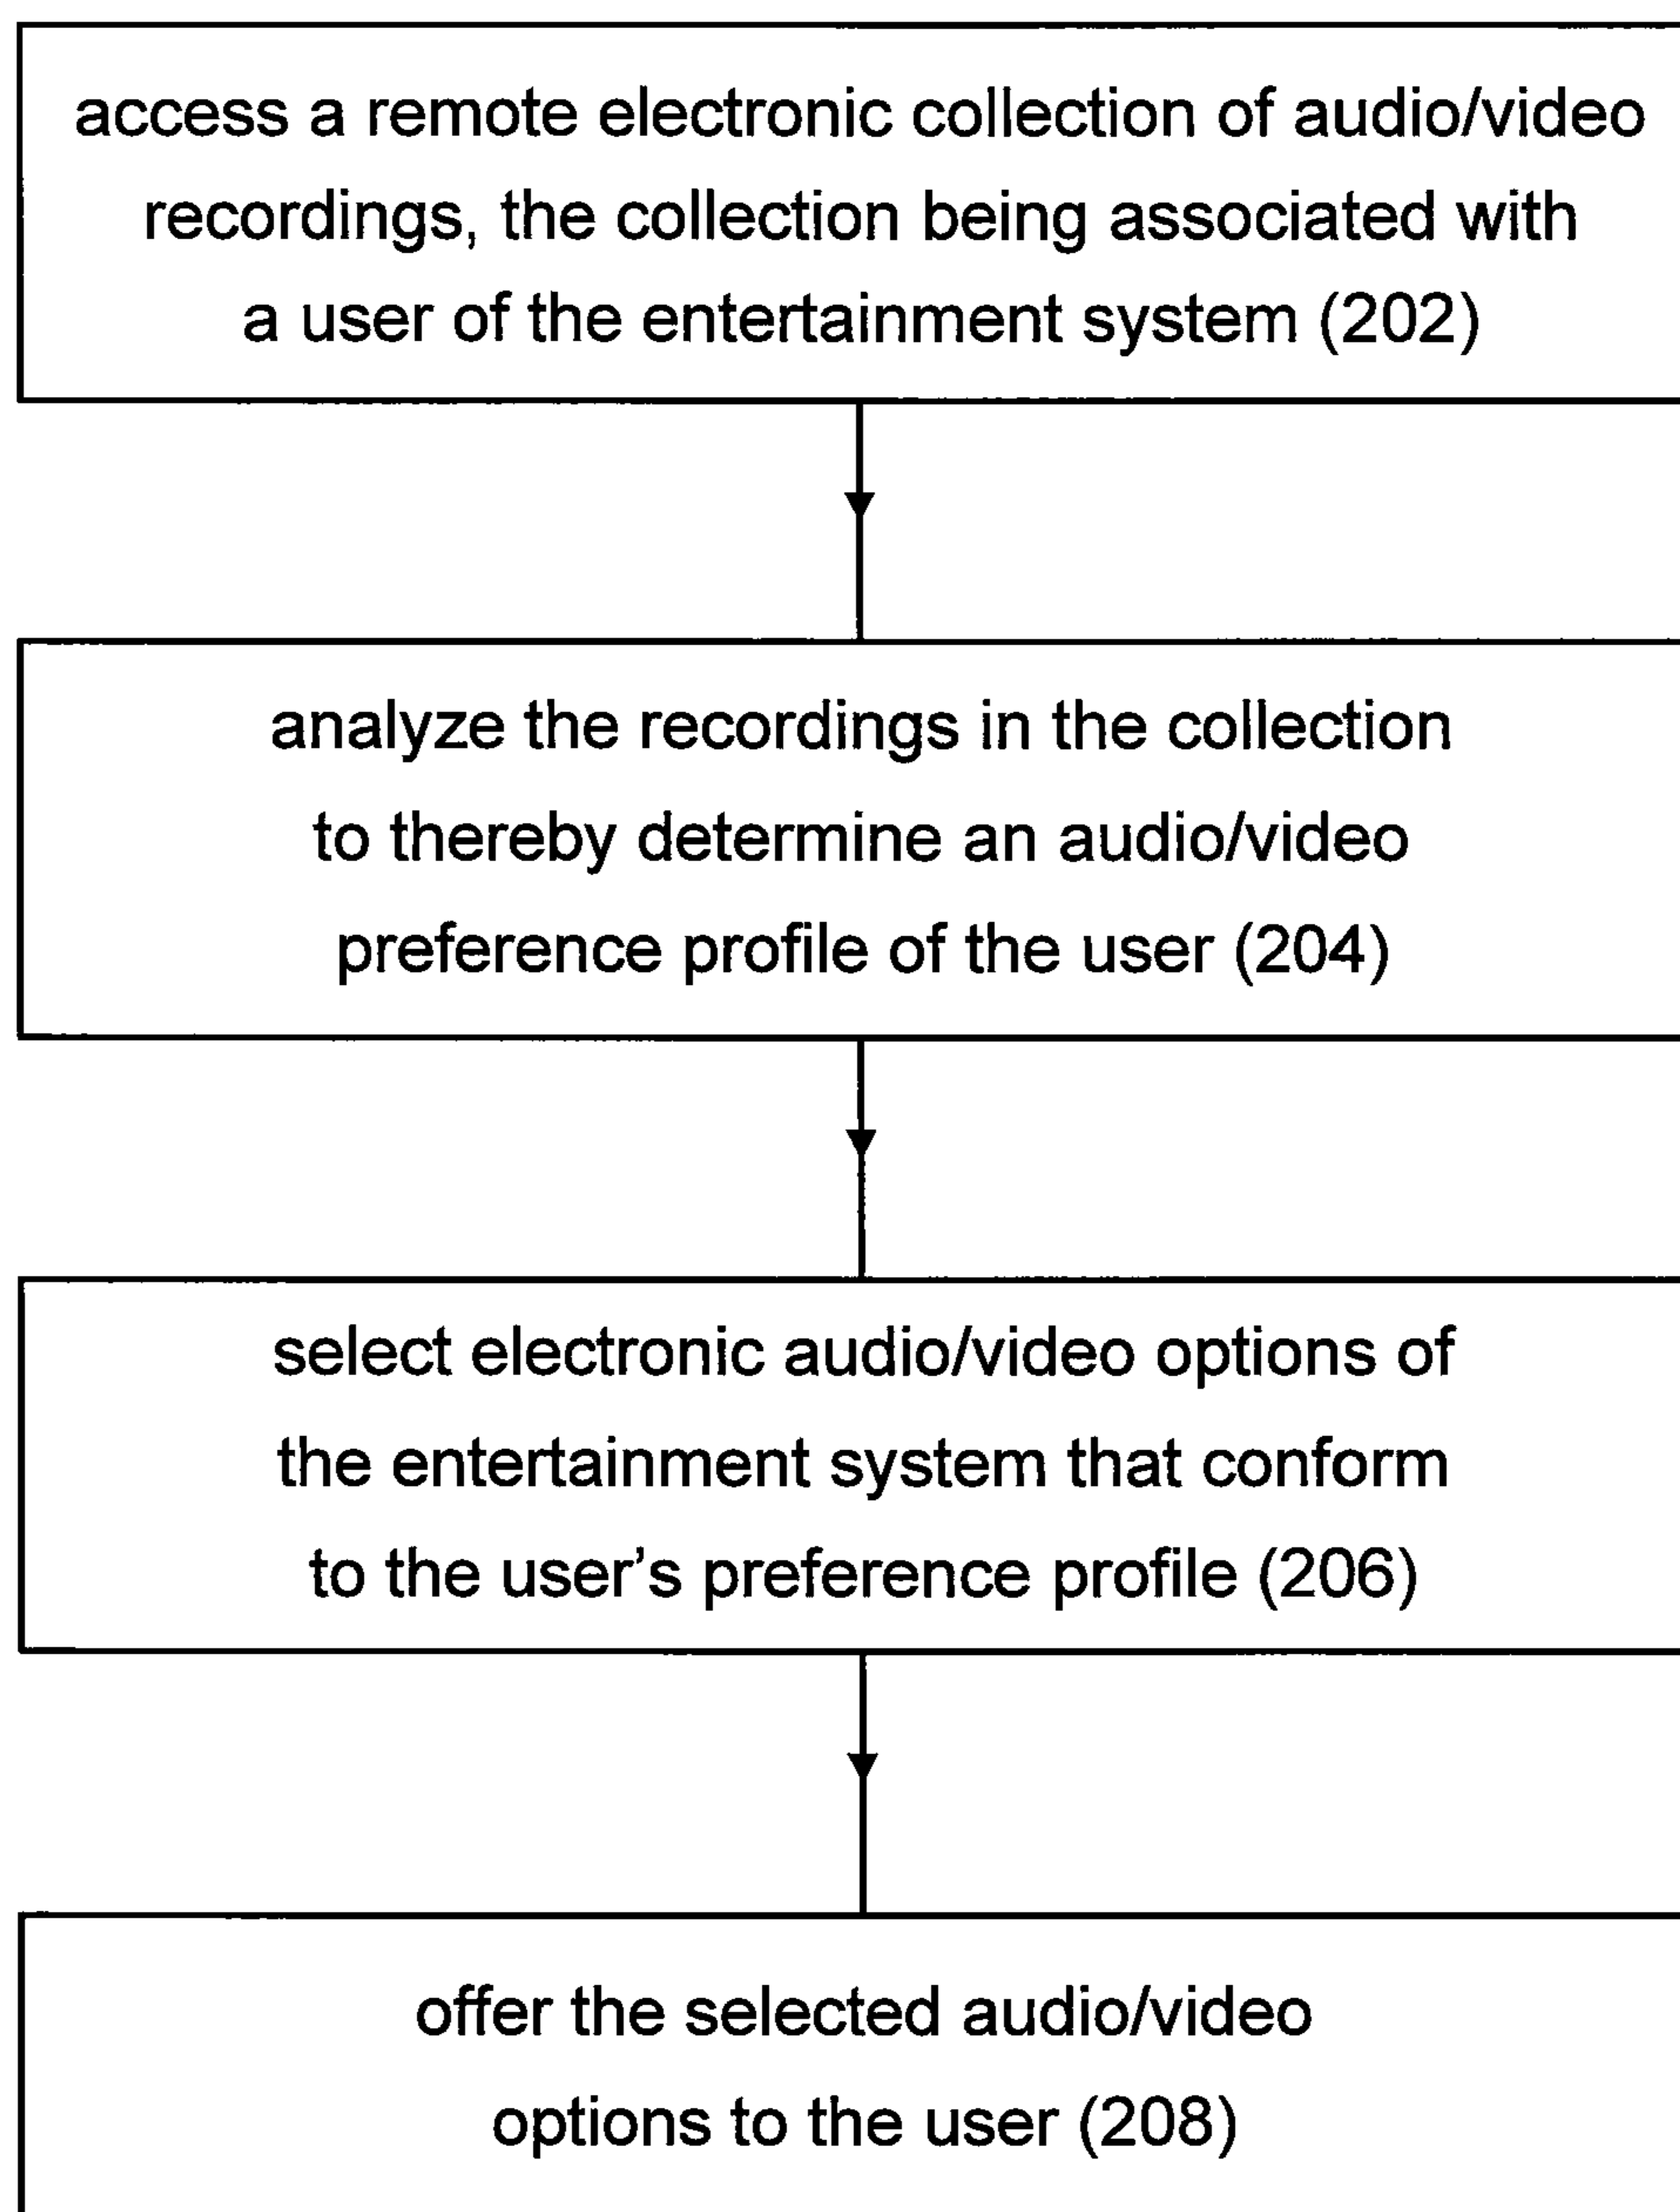 access a remote electronic collection of audio/video
recordings, the collection being associated with
a user of the entertainment system (202)
analyze the recordings in the collection
to thereby determine an audio/video
preference profile of the user (204)
select electronic audio/video options of
the entertainment system that conform
to the user's preference profile (206)
offer the selected audio/video
options to the user (208)